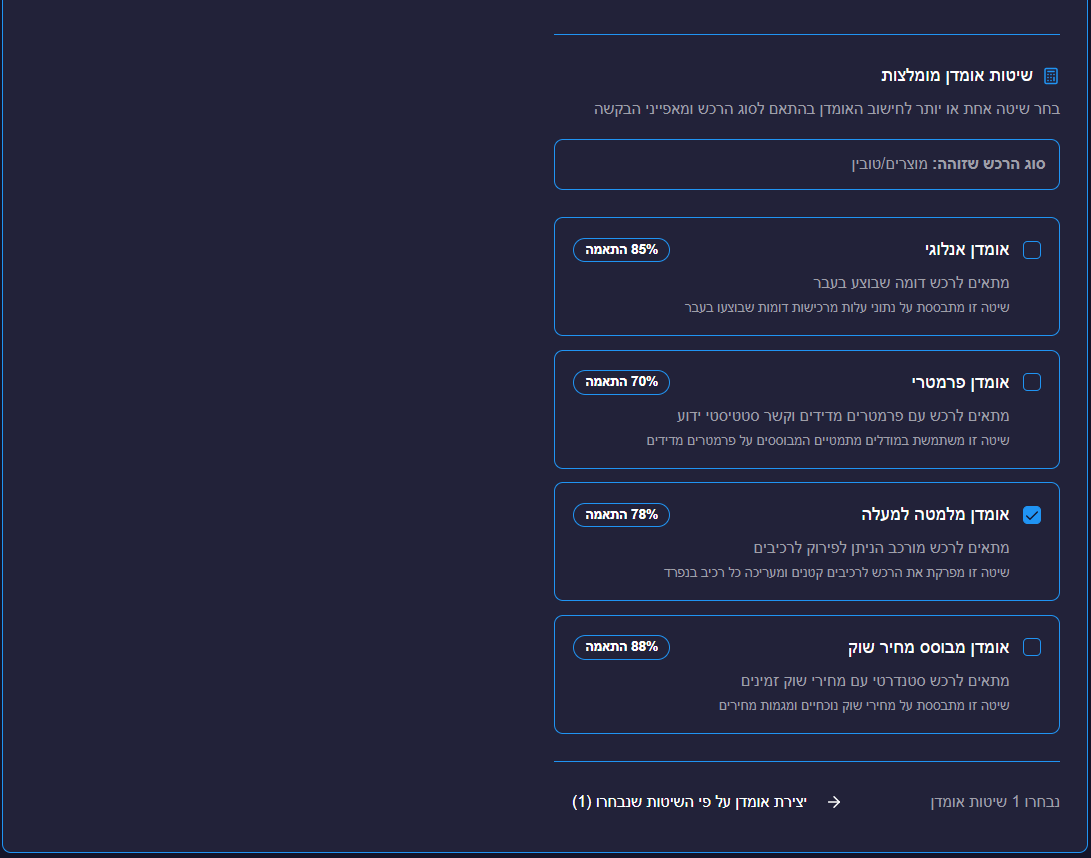 שיטות אומדן מומלצות
בחר שיטה אחת או יותר לחישוב האומדן בהתאם לסוג הרכש ומאפייני הבקשה
סוג הרכש שזוהה: מוצרים/טובין
אומדן אנלוגי
85% התאמה
מתאים לרכש דומה שבוצע בעבר
שיטה זו מתבססת על נתוני עלות מרכישות דומות שבוצעו בעבר
אומדן פרמטרי
70% התאמה
מתאים לרכש עם פרמטרים מדידים וקשר סטטיסטי ידוע
שיטה זו משתמשת במודלים מתמטיים המבוססים על פרמטרים מדידים
אומדן מלמטה למעלה
78% התאמה
מתאים לרכש מורכב הניתן לפירוק לרכיבים
שיטה זו מפרקת את הרכש לרכיבים קטנים ומעריכה כל רכיב בנפרד
אומדן מבוסס מחיר שוק
88% התאמה
מתאים לרכש סטנדרטי עם מחירי שוק זמינים
שיטה זו מתבססת על מחירי שוק נוכחיים ומגמות מחירים
נבחרו 1 שיטות אומדן
יצירת אומדן על פי השיטות שנבחרו (1)